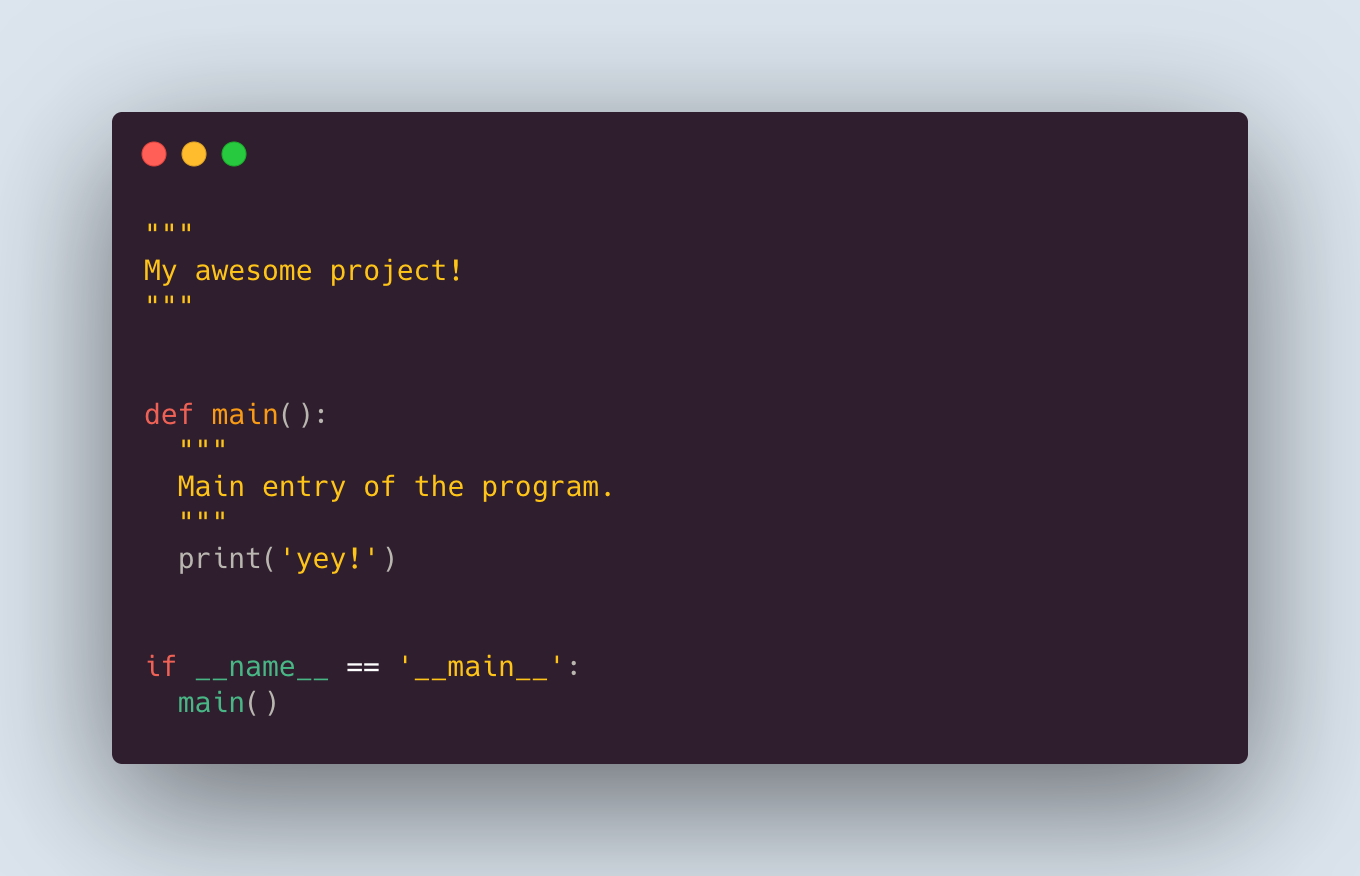 """
My awesome project!
"""


def main():
  """
  Main entry of the program.
  """
  print('yey!')


if __name__ == '__main__':
  main()